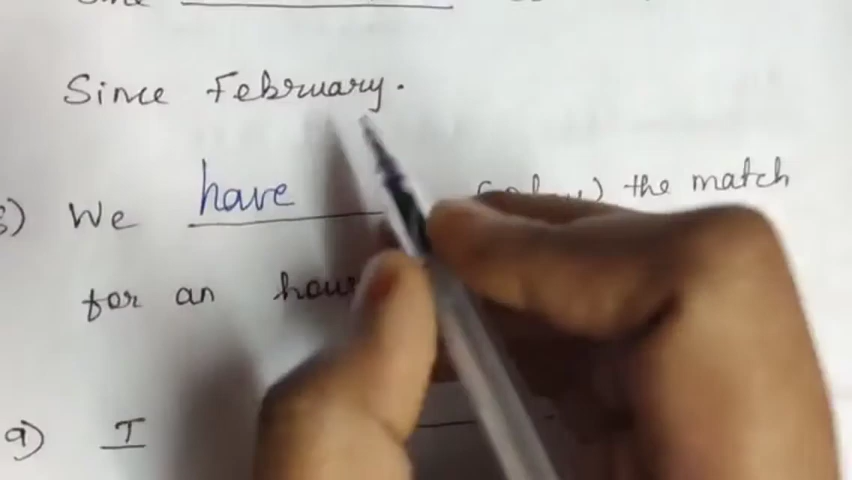 Since February.
8) We have the match
for an hour
9) I